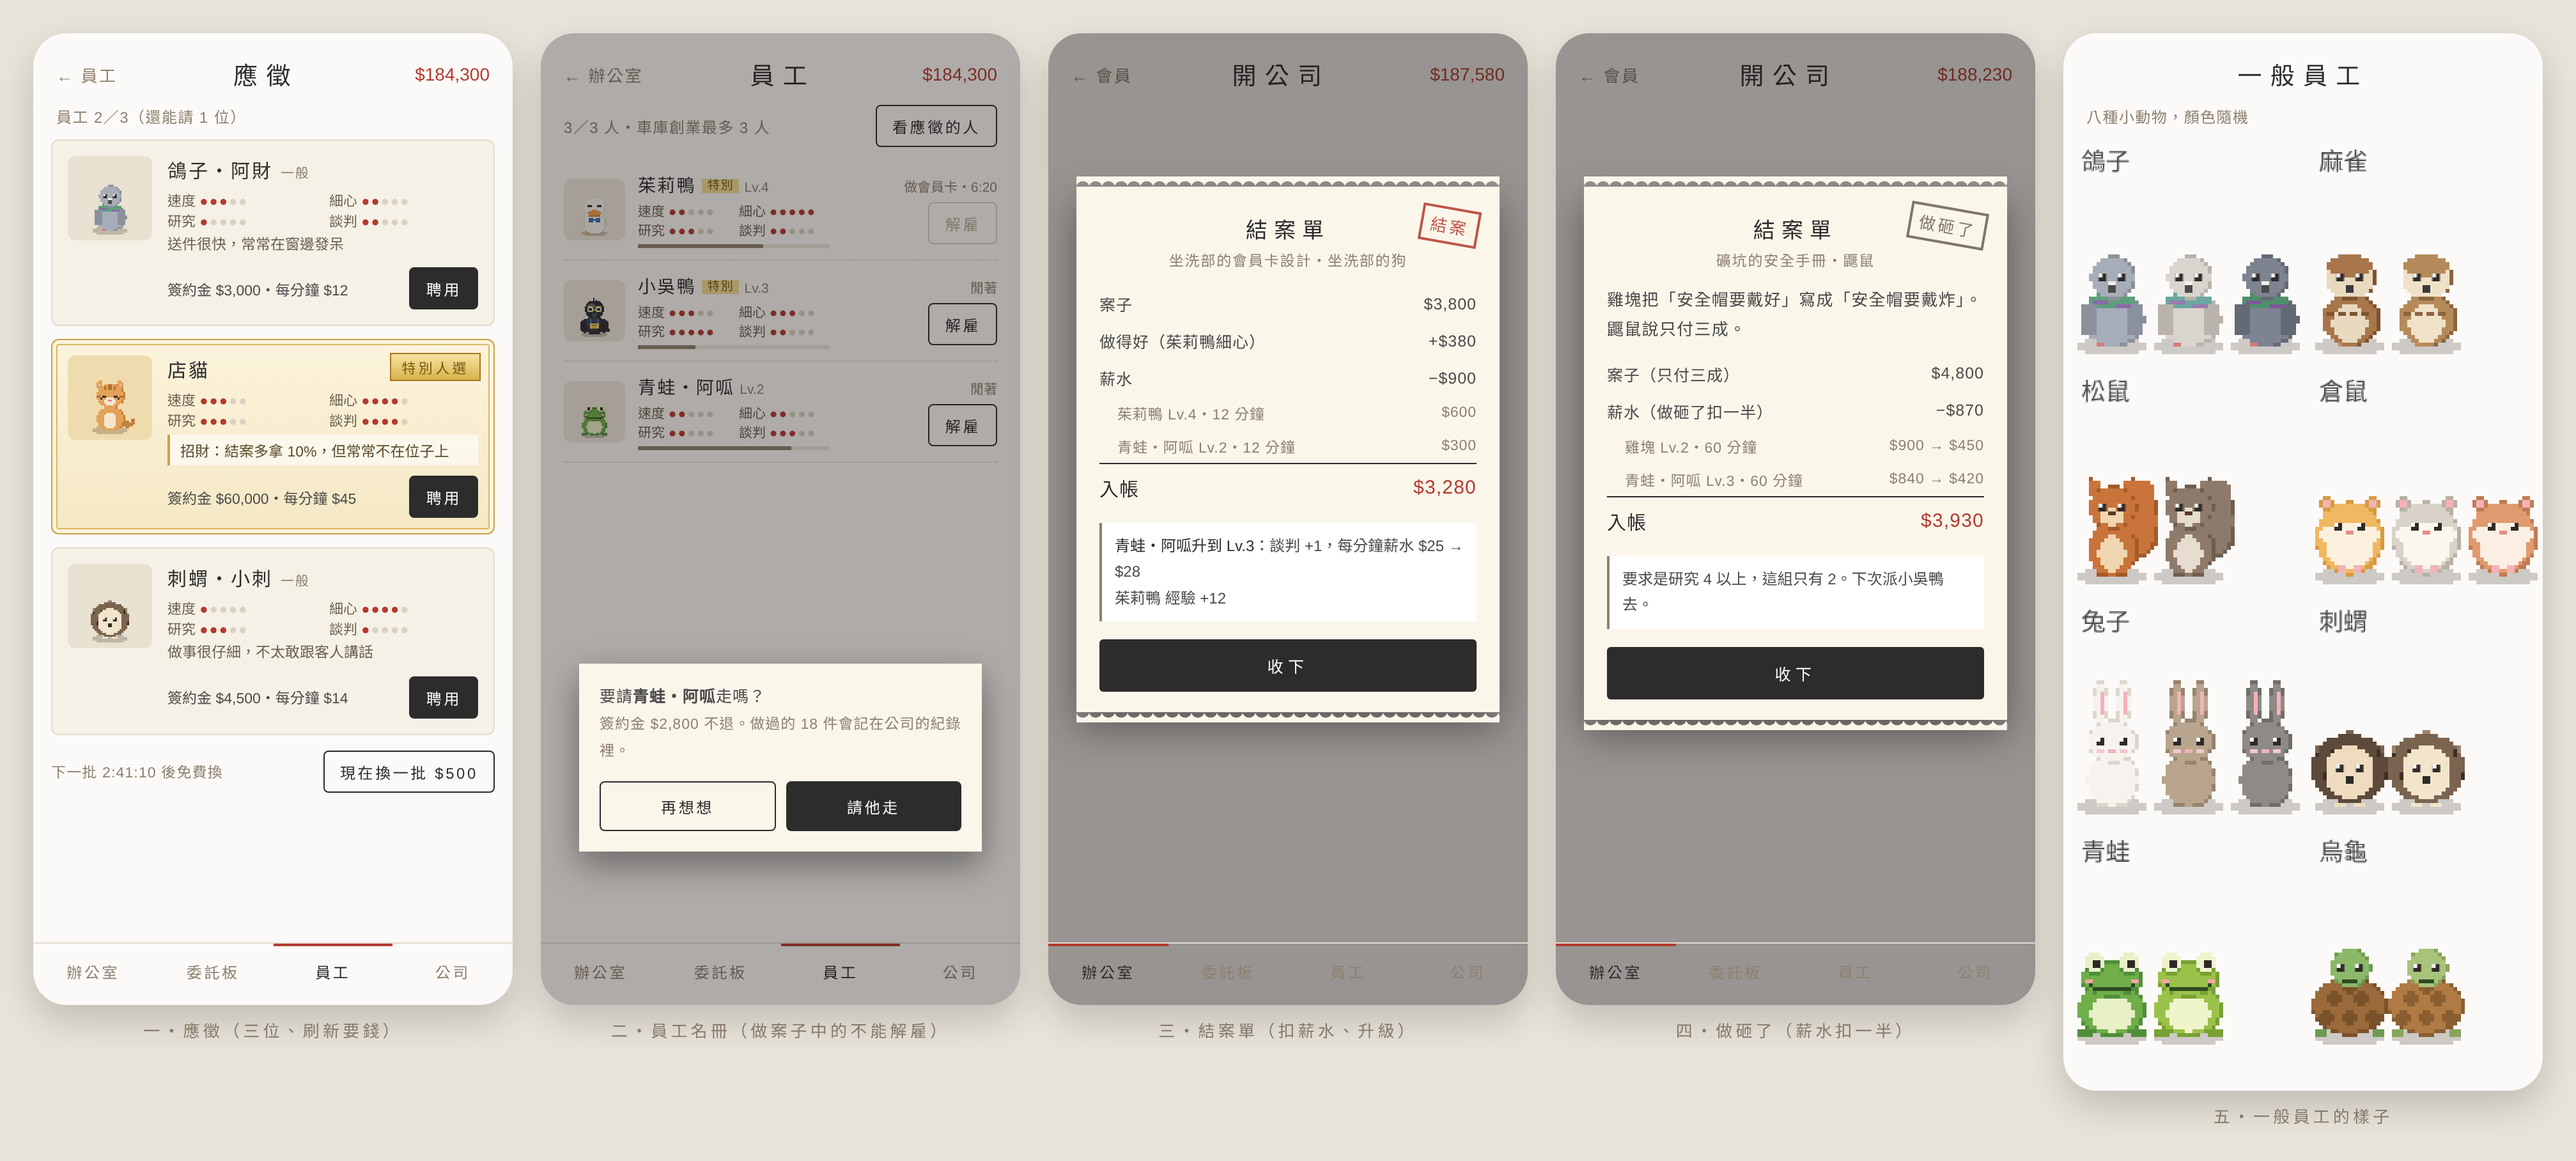 ← 員工
應徵
$184,300
員工 2／3（還能請 1 位）
鴿子・阿財 一般
速度
細心
研究
談判
送件很快，常常在窗邊發呆
簽約金 $3,000・每分鐘 $12
聘用
店貓
特別人選
速度
細心
研究
談判
招財：結案多拿 10%，但常常不在位子上
簽約金 $60,000・每分鐘 $45
聘用
刺蝟・小刺 一般
速度
細心
研究
談判
做事很仔細，不太敢跟客人講話
簽約金 $4,500・每分鐘 $14
聘用
下一批 2:41:10 後免費換
現在換一批 $500
辦公室
委託板
員工
公司
一・應徵（三位、刷新要錢）
← 辦公室
員工
$184,300
3／3 人・車庫創業最多 3 人
看應徵的人
茱莉鴨 特別 Lv.4
做會員卡・6:20
速度
細心
研究
談判
解雇
小吳鴨 特別 Lv.3
閒著
速度
細心
研究
談判
解雇
青蛙・阿呱 Lv.2
閒著
速度
細心
研究
談判
解雇
要請青蛙・阿呱走嗎？
簽約金 $2,800 不退。做過的 18 件會記在公司的紀錄
裡。
再想想
請他走
辦公室
委託板
員工
公司
二・員工名冊（做案子中的不能解雇）
← 會員
開公司
$187,580
結案單
結案
坐洗部的會員卡設計・坐洗部的狗
案子
$3,800
做得好（茱莉鴨細心）
+$380
薪水
−$900
茱莉鴨 Lv.4・12 分鐘
$600
青蛙・阿呱 Lv.2・12 分鐘
$300
入帳
$3,280
青蛙・阿呱升到 Lv.3：談判 +1，每分鐘薪水 $25 →
$28
茱莉鴨 經驗 +12
收下
辦公室
委託板
員工
公司
三・結案單（扣薪水、升級）
← 會員
開公司
$188,230
結案單
做砸了
礦坑的安全手冊・鼴鼠
雞塊把「安全帽要戴好」寫成「安全帽要戴炸」。
鼴鼠說只付三成。
案子（只付三成）
$4,800
薪水（做砸了扣一半）
−$870
雞塊 Lv.2・60 分鐘
$900 → $450
青蛙・阿呱 Lv.3・60 分鐘
$840 → $420
入帳
$3,930
要求是研究 4 以上，這組只有 2。下次派小吳鴨
去。
收下
辦公室
委託板
員工
公司
四・做砸了（薪水扣一半）
一般員工
八種小動物，顏色隨機
鴿子
麻雀
松鼠
倉鼠
兔子
刺蝟
青蛙
烏龜
五・一般員工的樣子